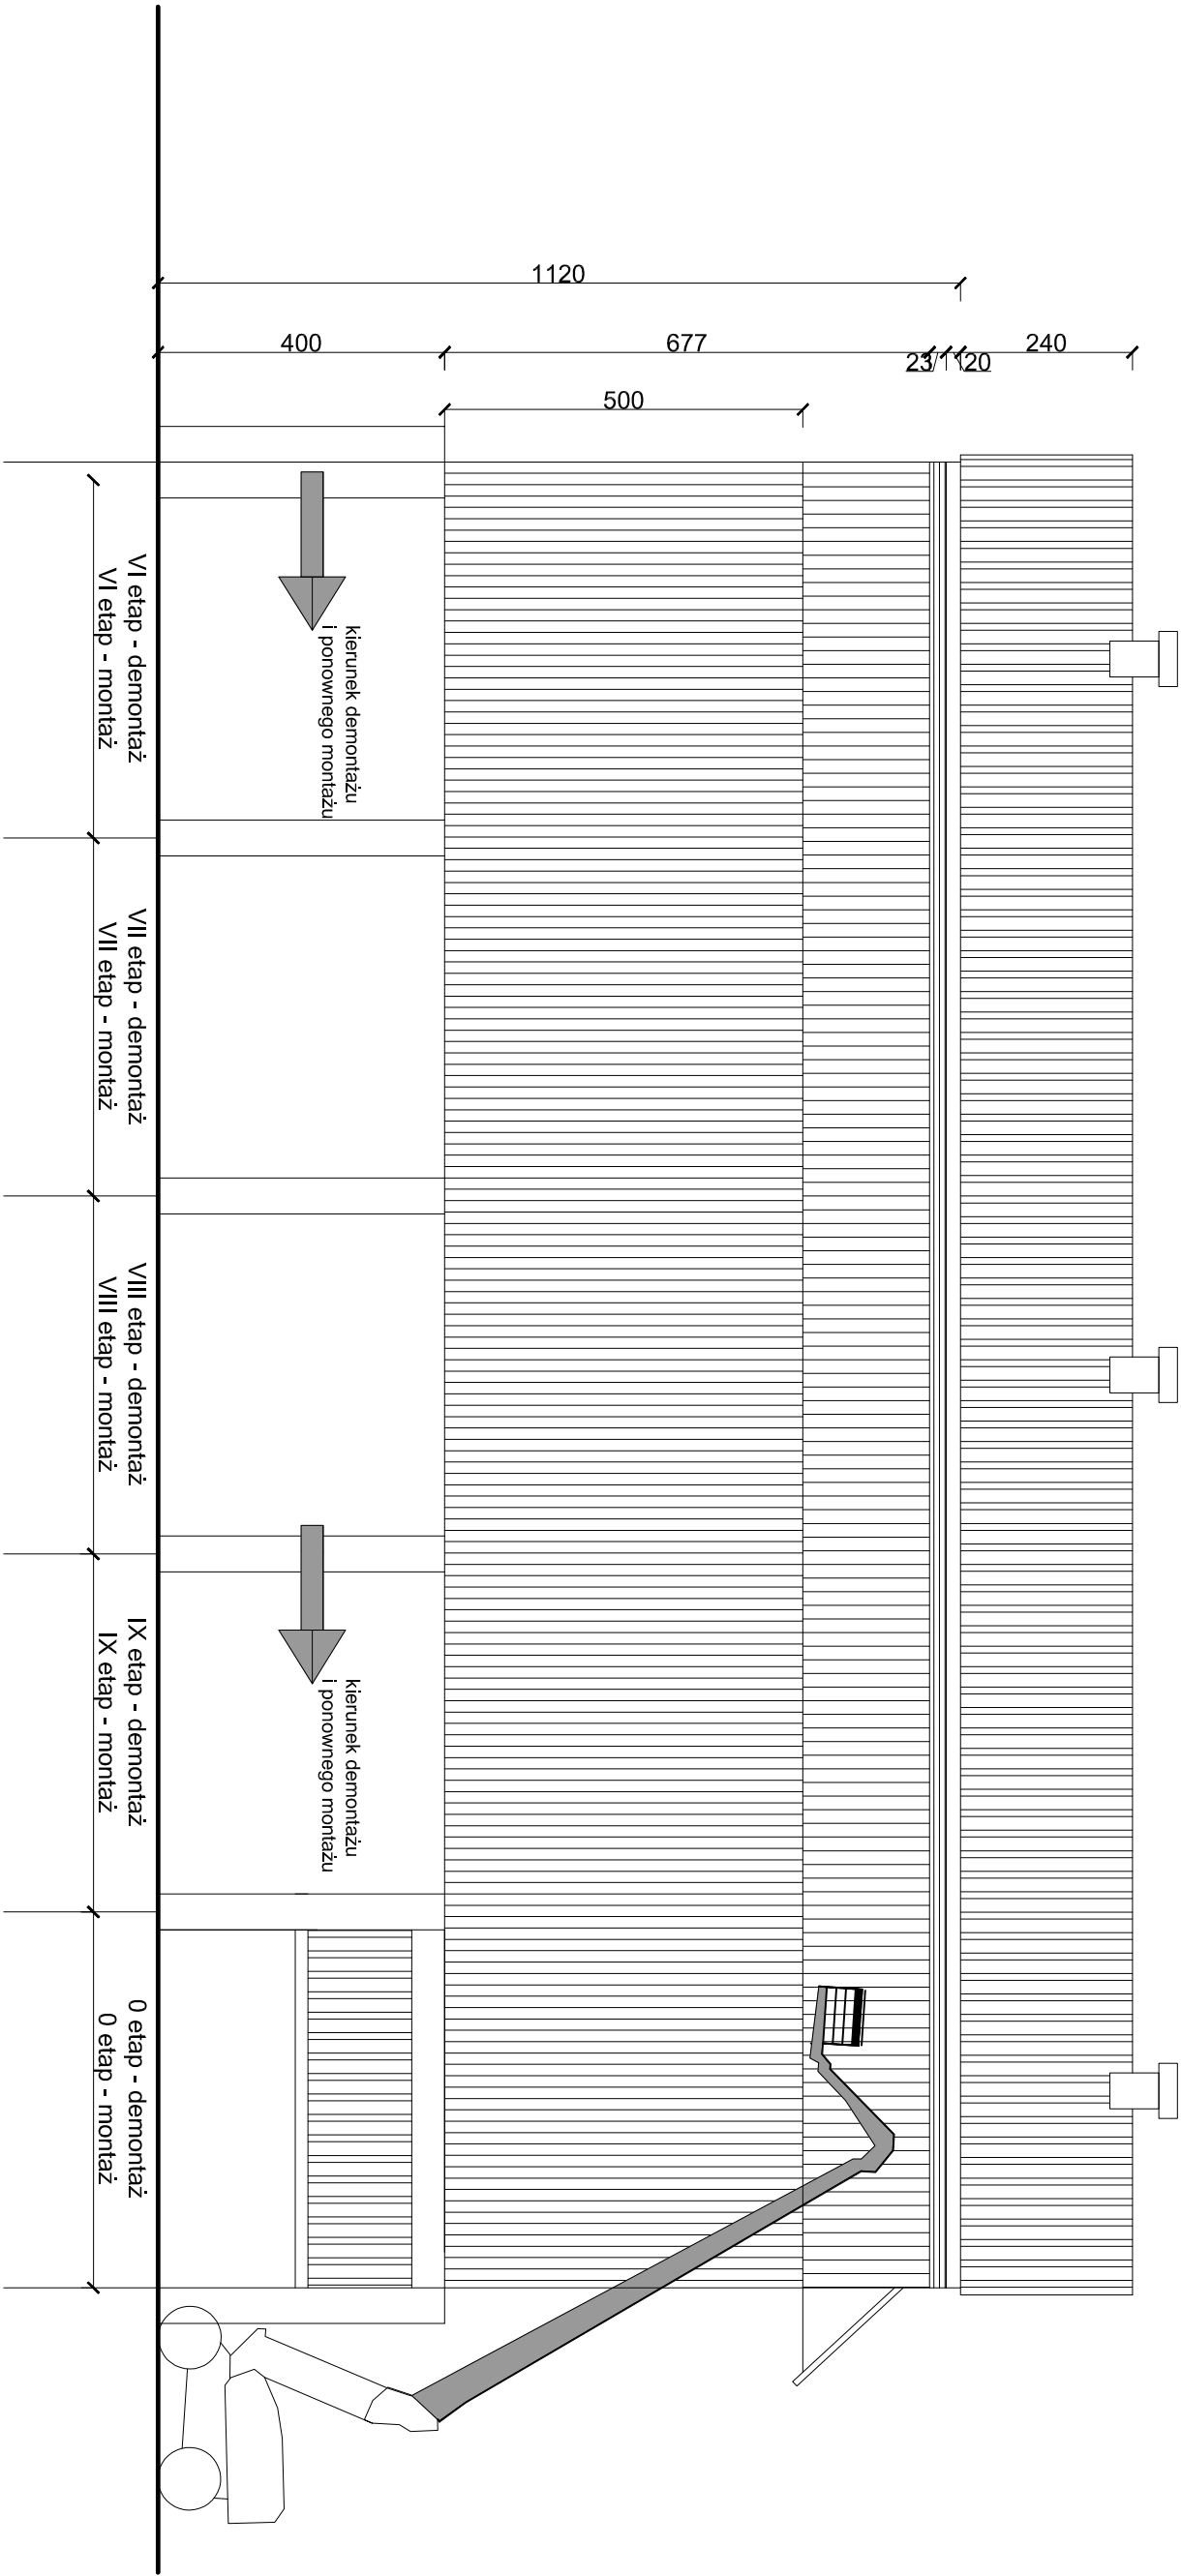 1120
400
677
23
20
240
500
kierunek demontażu
i ponownego montażu
kierunek demontażu
i ponownego montażu
VI etap - demontaż
VI etap - montaż
VII etap - demontaż
VII etap - montaż
VIII etap - demontaż
VIII etap - montaż
IX etap - demontaż
IX etap - montaż
0 etap - demontaż
0 etap - montaż